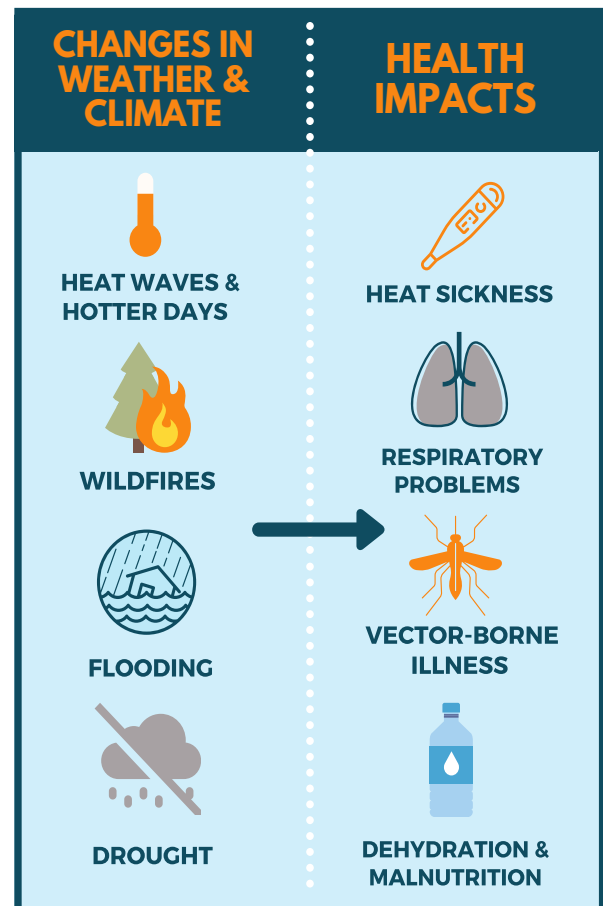 CHANGES IN
WEATHER &
CLIMATE
HEALTH
IMPACTS
HEAT WAVES &
HOTTER DAYS
HEAT SICKNESS
WILDFIRES
RESPIRATORY
PROBLEMS
FLOODING
VECTOR-BORNE
ILLNESS
DROUGHT
DEHYDRATION &
MALNUTRITION